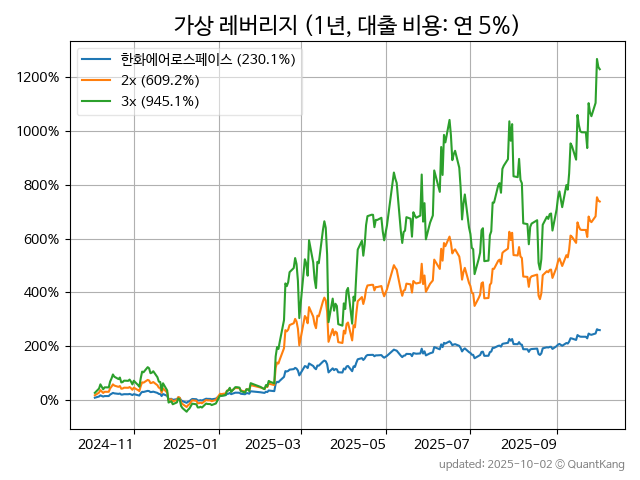 가상 레버리지 (1년, 대출 비용: 연 5%)
한화에어로스페이스 (230.1%)
2x (609.2%)
3x (945.1%)
1200%
1000%
800%
600%
400%
200%
0%
2024-11 2025-01 2025-03 2025-05 2025-07 2025-09
updated: 2025-10-02 © QuantKang